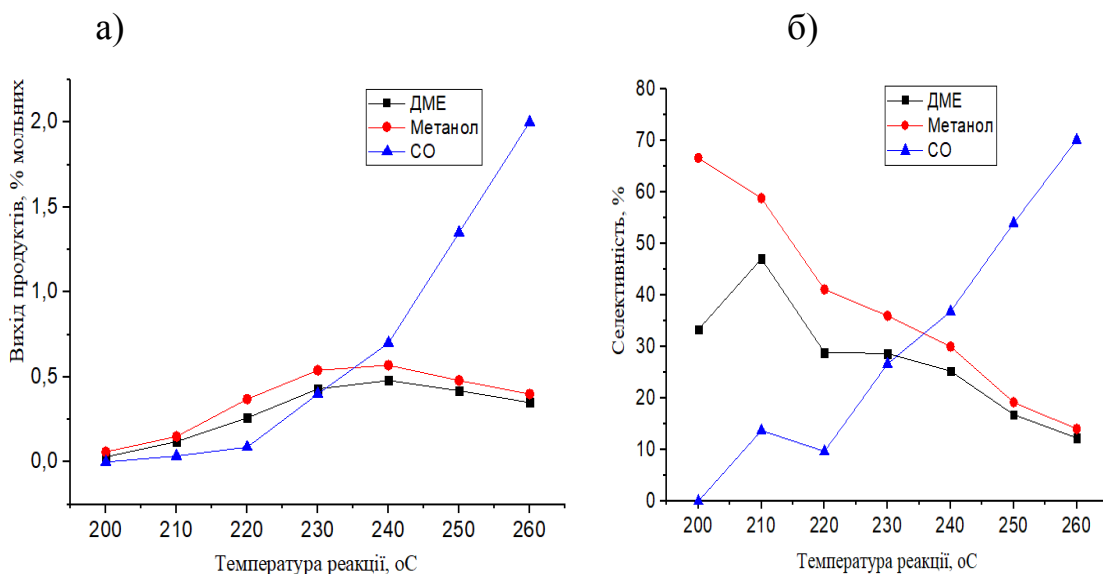 а)
Вихід продуктів, % мольних
2,0
1,5
1,0
0,5
0,0
ДМЕ
Метанол
CO
200 210 220 230 240 250 260
Температура реакції, оС
б)
Селективність, %
80
70
60
50
40
30
20
10
0
ДМЕ
Метанол
CO
200 210 220 230 240 250 260
Температура реакції, оС